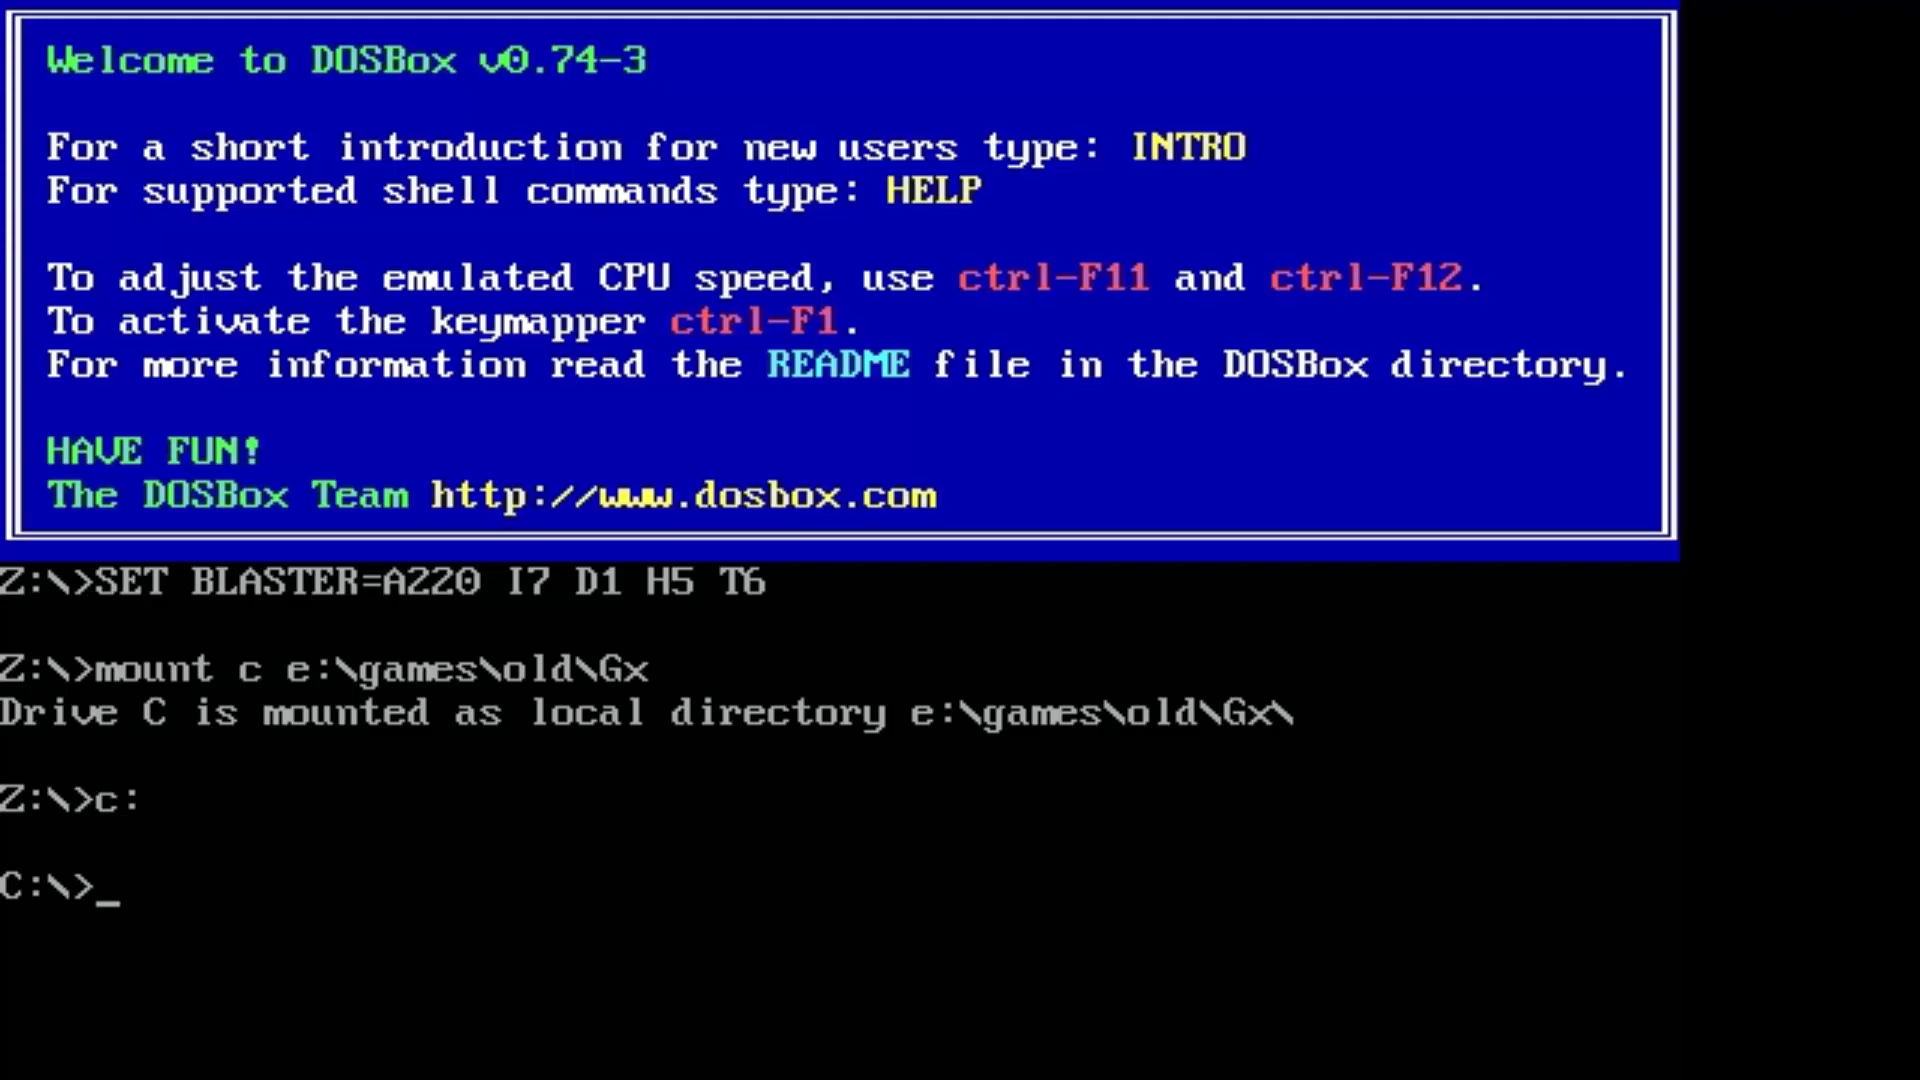 Welcome to DOSBox v0.74-3
For a short introduction for new users type: INTRO
For supported shell commands type: HELP
To adjust the emulated CPU speed, use ctrl-F11 and ctrl-F12.
To activate the keymapper ctrl-F1.
For more information read the README file in the DOSBox directory.
HAVE FUN!
The DOSBox Team http://www.dosbox.com
Z:\>SET BLASTER=A220 I7 D1 H5 T6
Z:\>mount c e:\games\old\Gx
Drive C is mounted as local directory e:\games\old\Gx\
Z:\>c:
C:\>_